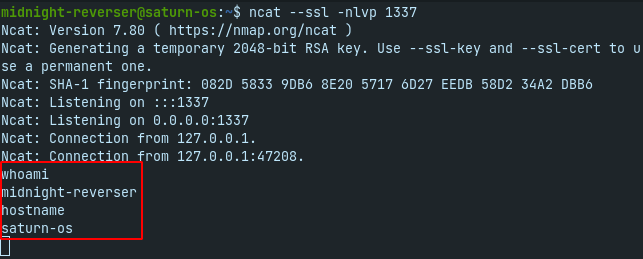 midnight-reverser@saturn-os:~$ ncat --ssl -nlvp 1337
Ncat: Version 7.80 ( https://nmap.org/ncat )
Ncat: Generating a temporary 2048-bit RSA key. Use --ssl-key and --ssl-cert to u
se a permanent one.
Ncat: SHA-1 fingerprint: 082D 5833 9DB6 8E20 5717 6D27 EEDB 58D2 34A2 DBB6
Ncat: Listening on :::1337
Ncat: Listening on 0.0.0.0:1337
Ncat: Connection from 127.0.0.1.
Ncat: Connection from 127.0.0.1:47208.
whoami
midnight-reverser
hostname
saturn-os